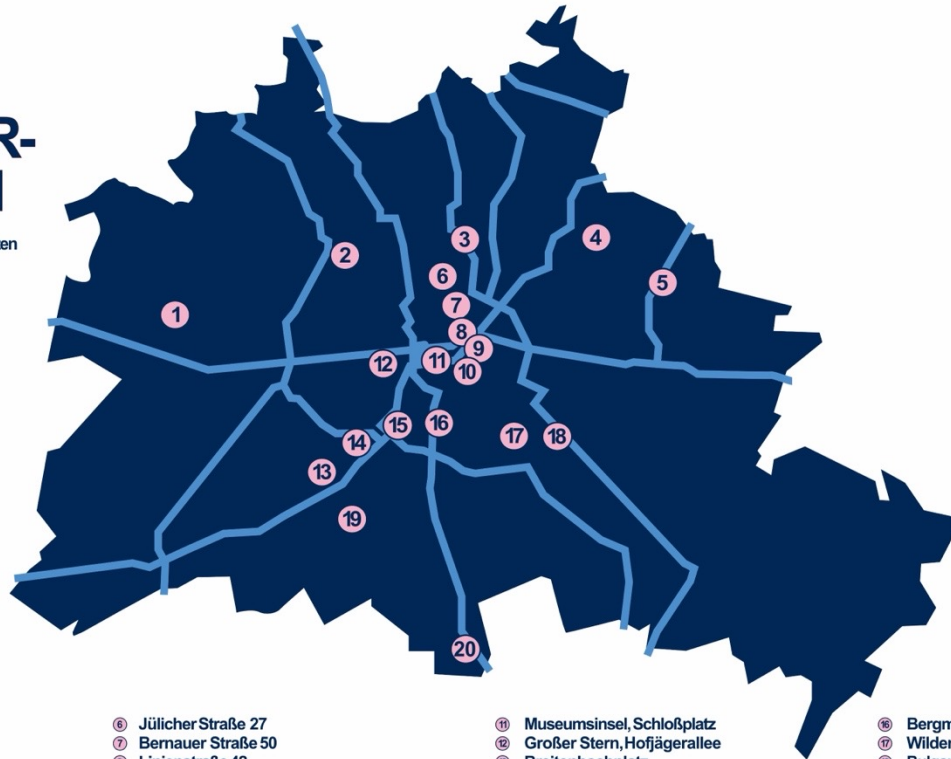 R-
ten
1
2
3
4
5
6
7
8
9
10
11
12
13
14
15
16
17
18
19
20
6 Jülicher Straße 27
7 Bernauer Straße 50
11 Museumsinsel, Schloßplatz
12 Großer Stern, Hofjägerallee
16 Bergm
17 Wilden